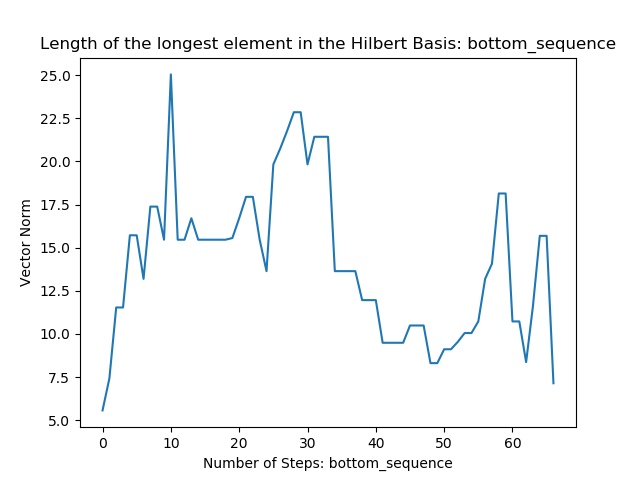 Length of the longest element in the Hilbert Basis: bottom_sequence
25.0
22.5
20.0
17.5
15.0
12.5
10.0
7.5
5.0
Vector Norm
0 10 20 30 40 50 60
Number of Steps: bottom_sequence